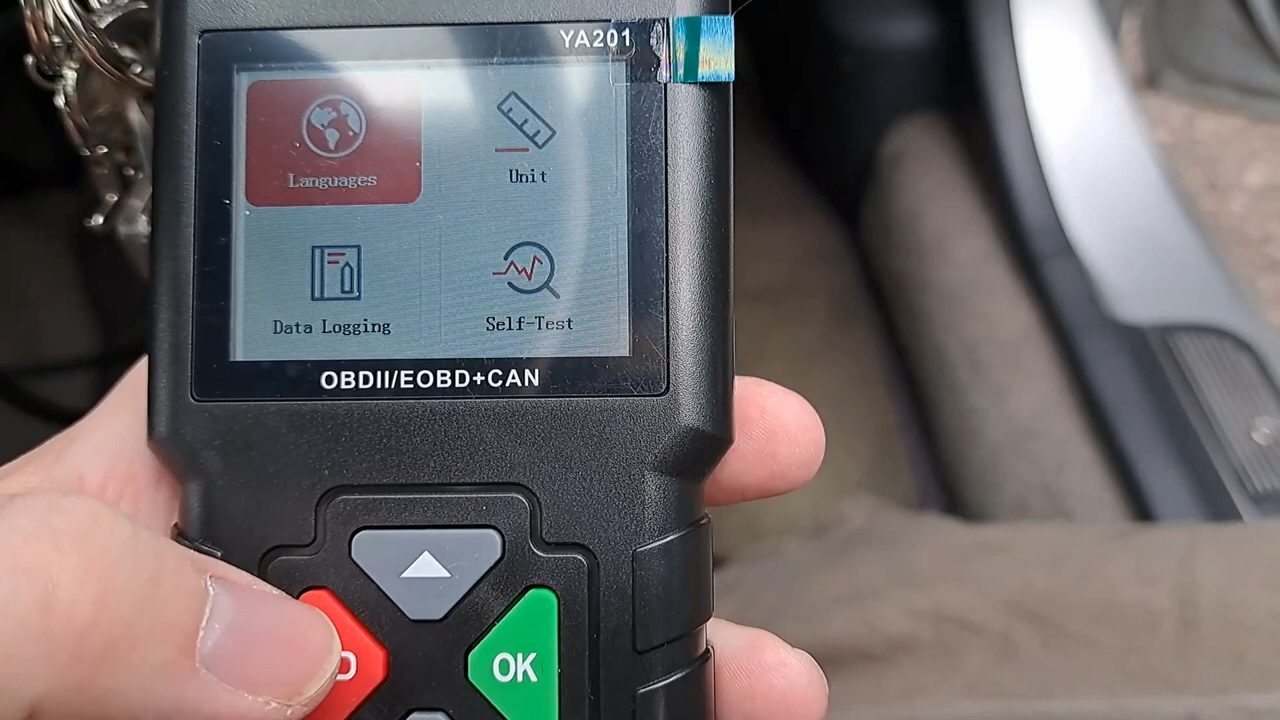 YA201
Languages
Unit
Data Logging
Self-Test
OBDII/EOBD+CAN
OK